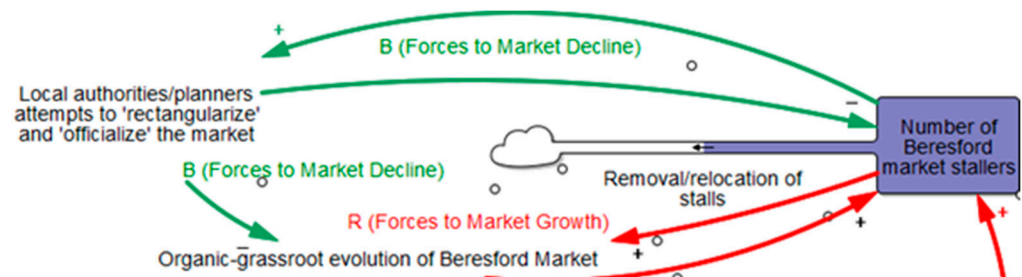 +
B (Forces to Market Decline)
Local authorities/planners
attempts to 'rectangularize'
and 'officialize' the market
–
Number of
Beresford
market stallers
B (Forces to Market Decline)
Removal/relocation of
stalls
R (Forces to Market Growth)
+
+
–
+
Organic-grassroot evolution of Beresford Market